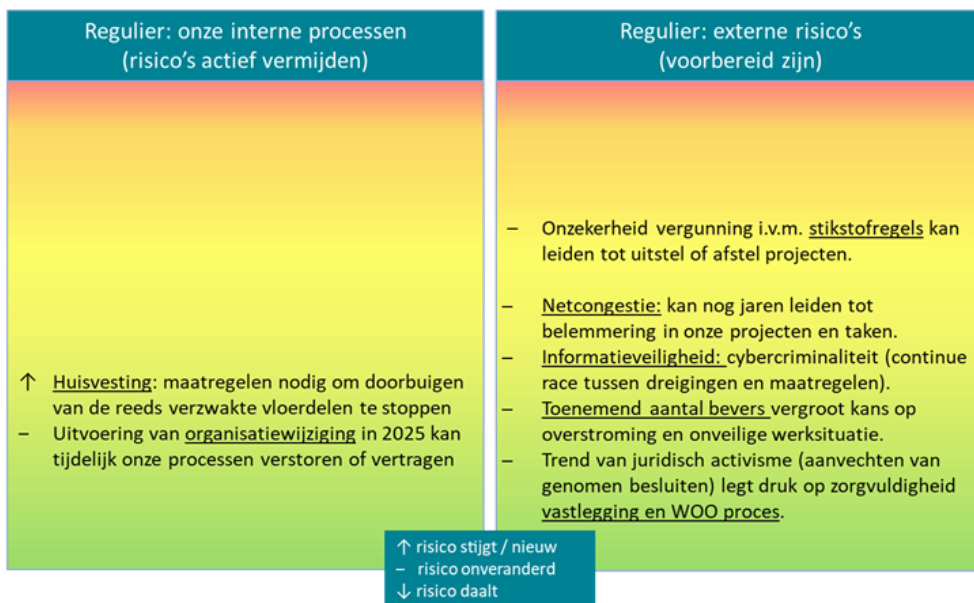 Regulier: onze interne processen
(risico's actief vermijden)
↑ Huisvesting: maatregelen nodig om doorbuigen
van de reeds verzwakte vloerdelen te stoppen
– Uitvoering van organisatiewijziging in 2025 kan
tijdelijk onze processen verstoren of vertragen
Regulier: externe risico's
(voorbereid zijn)
– Onzekerheid vergunning i.v.m. stikstofregels kan
leiden tot uitstel of afstel projecten.
– Netcongestie: kan nog jaren leiden tot
belemmering in onze projecten en taken.
– Informatieveiligheid: cybercriminaliteit (continue
race tussen dreigingen en maatregelen).
– Toenemend aantal bevers vergroot kans op
overstroming en onveilige werksituatie.
– Trend van juridisch activisme (aanvechten van
genomen besluiten) legt druk op zorgvuldigheid
vastlegging en WOO proces.
↑ risico stijgt / nieuw
– risico onveranderd
↓ risico daalt